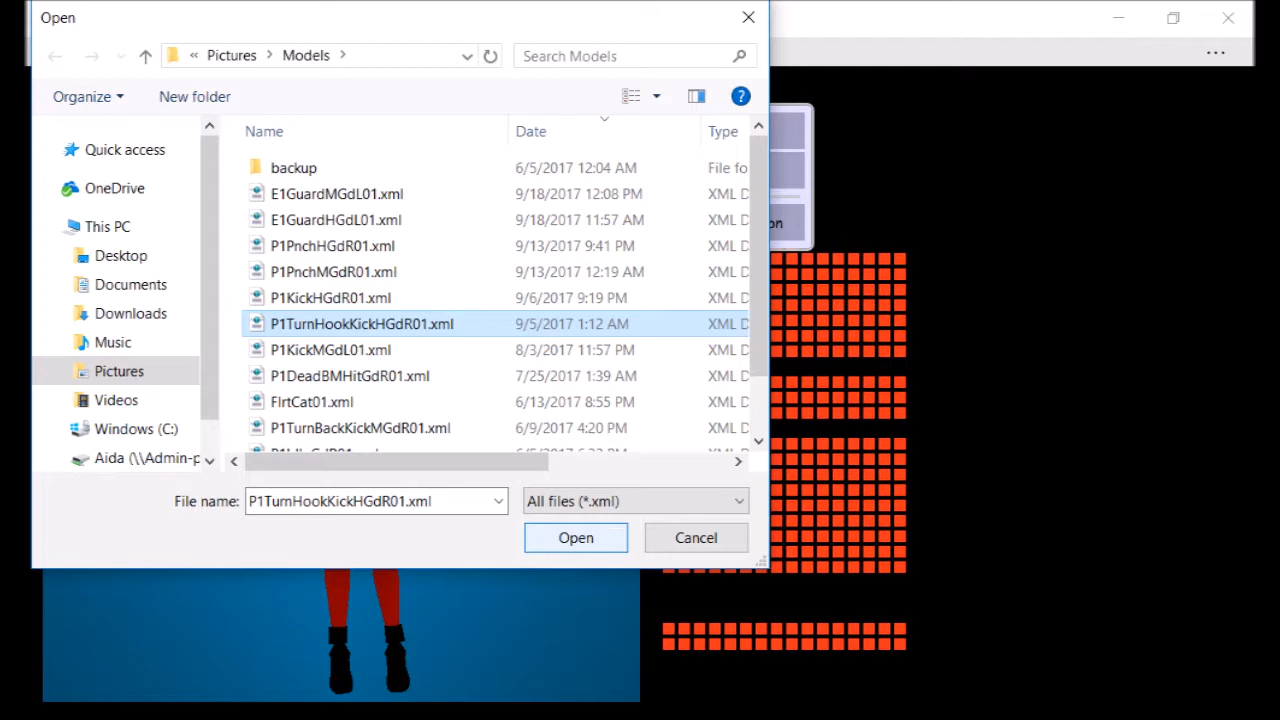 Open
« Pictures > Models >
Search Models
Organize
New folder
Name
Date
Type
Quick access
OneDrive
This PC
Desktop
Documents
Downloads
Music
Pictures
Videos
Windows (C:)
Aida (\\Admin-p
backup 6/5/2017 12:04 AM File fo
E1GuardMGdL01.xml 9/18/2017 12:08 PM XML D
E1GuardHGdL01.xml 9/18/2017 11:57 AM XML D
P1PnchHGdR01.xml 9/13/2017 9:41 PM XML D
P1PnchMGdR01.xml 9/13/2017 12:19 AM XML D
P1KickHGdR01.xml 9/6/2017 9:19 PM XML D
P1TurnHookKickHGdR01.xml 9/5/2017 1:12 AM XML D
P1KickMGdL01.xml 8/3/2017 11:57 PM XML D
P1DeadBMHitGdR01.xml 7/25/2017 1:39 AM XML D
FlrtCat01.xml 6/13/2017 8:55 PM XML D
P1TurnBackKickMGdR01.xml 6/9/2017 4:20 PM XML D
on
File name: P1TurnHookKickHGdR01.xml
All files (*.xml)
Open
Cancel